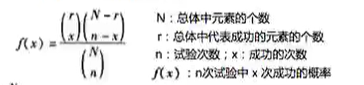 f(x) = \frac{\binom{r}{x}\binom{N-r}{n-x}}{\binom{N}{n}}
N：总体中元素的个数
r：总体中代表成功的元素的个数
n：试验次数；x：成功的次数
f(x)：n次试验中x次成功的概率